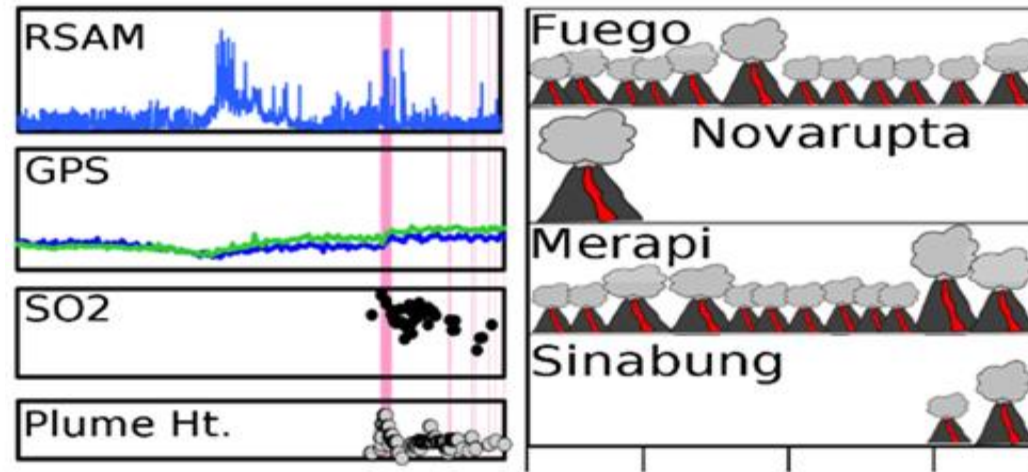 RSAM
GPS
SO2
Plume Ht.
Fuego
Novarupta
Merapi
Sinabung